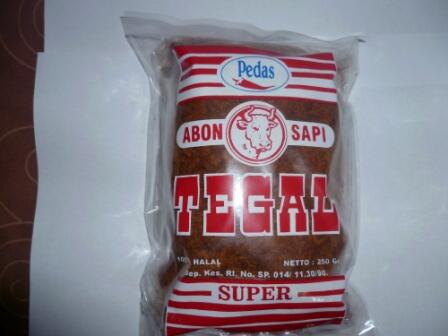 Pedas
ABON SAPI
TEGAL
100% HALAL NETTO : 250 Gr.
Dep. Kes. RI. No. SP. 014/ 11.30/90.
SUPER